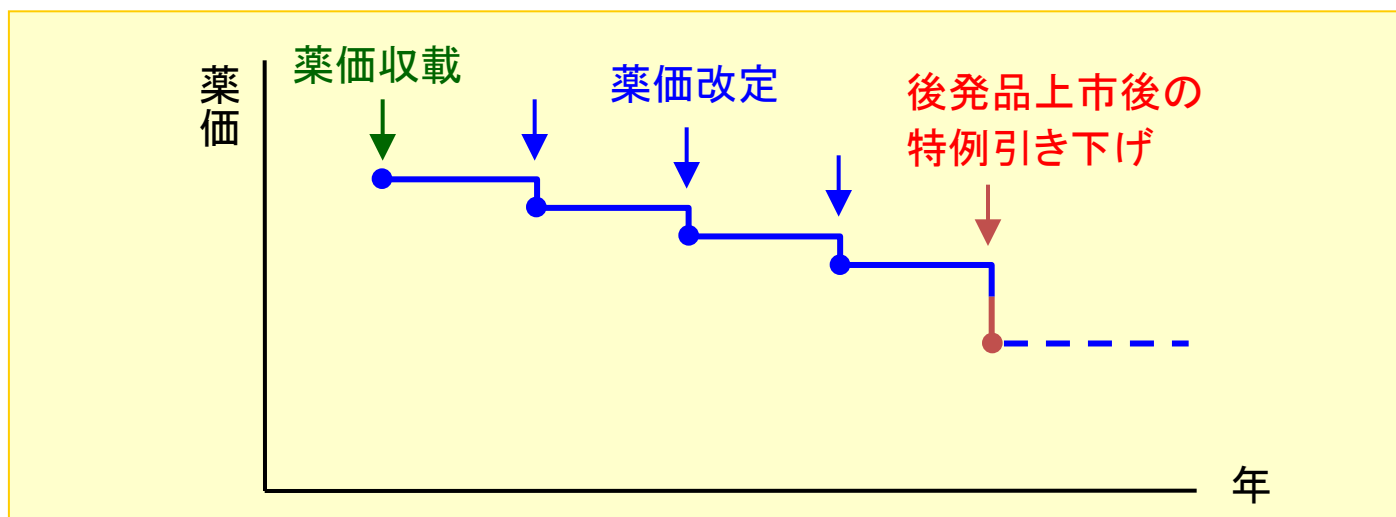 薬価
薬価収載
薬価改定
後発品上市後の
特例引き下げ
年